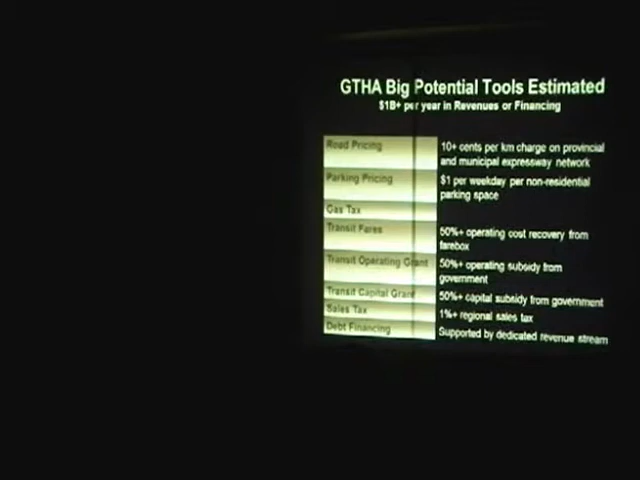 GTHA Big Potential Tools Estimated
$1B+ per year in Revenues or Financing
Road Pricing
10+ cents per km charge on provincial
and municipal expressway network
Parking Pricing
$1 per weekday per non-residential
parking space
Gas Tax
Transit Fares
50%+ operating cost recovery from
farebox
Transit Operating Grant
50%+ operating subsidy from
government
Transit Capital Grant
50%+ capital subsidy from government
Sales Tax
1%+ regional sales tax
Debt Financing
Supported by dedicated revenue stream